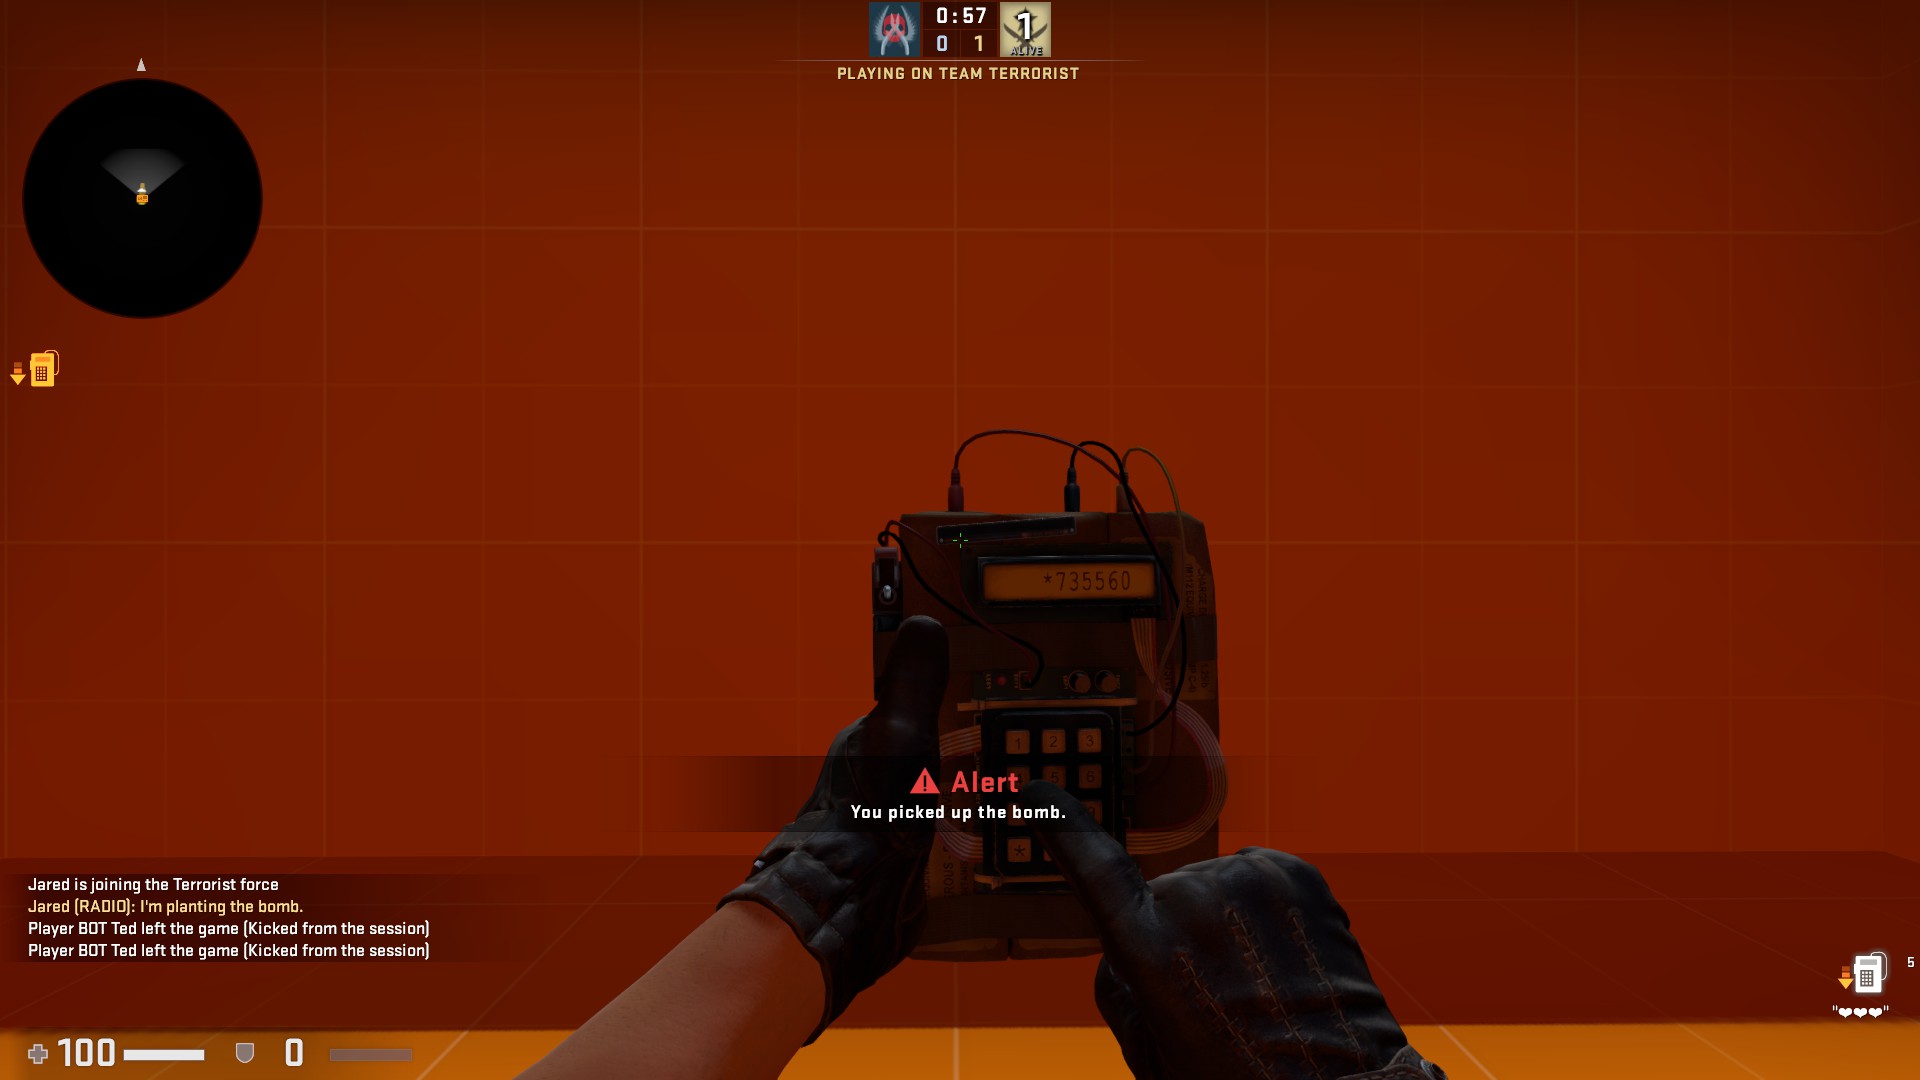 0:57
0 1
1
ALIVE
PLAYING ON TEAM TERRORIST
*735560
1 2 3
5 6
*
Alert
You picked up the bomb.
Jared is joining the Terrorist force
Jared (RADIO): I'm planting the bomb.
Player BOT Ted left the game (Kicked from the session)
Player BOT Ted left the game (Kicked from the session)
5
"❤❤❤"
100 0